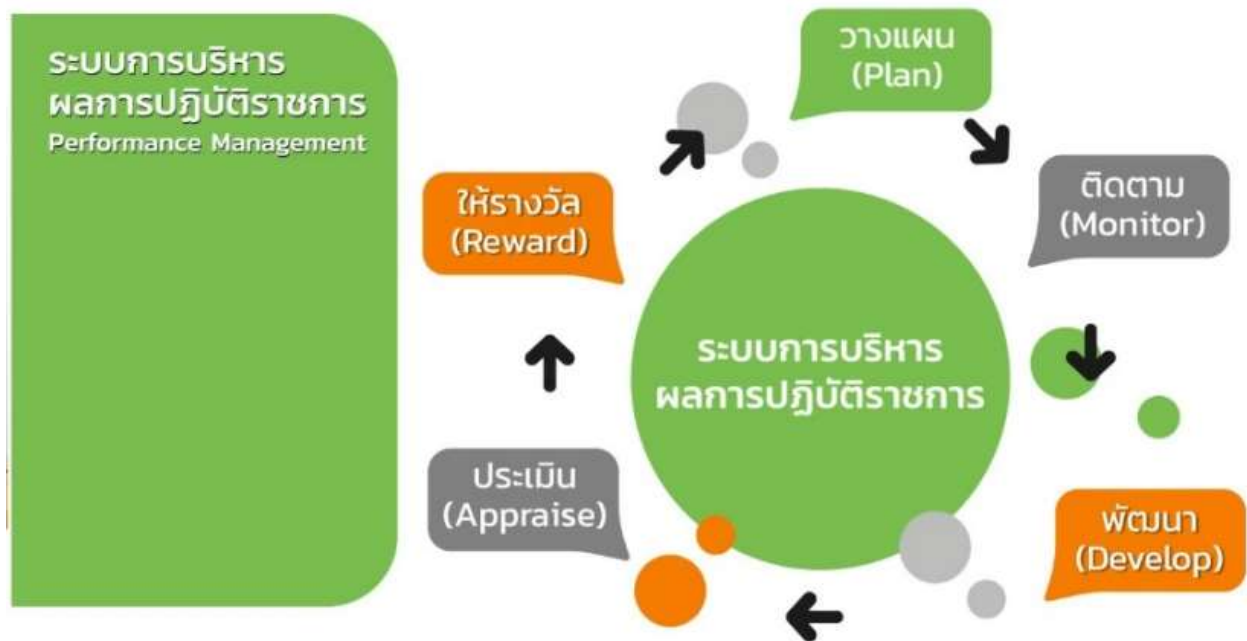 ระบบการบริหาร
ผลการปฏิบัติราชการ
Performance Management
วางแผน
(Plan)
ติดตาม
(Monitor)
พัฒนา
(Develop)
ประเมิน
(Appraise)
ให้รางวัล
(Reward)
ระบบการบริหาร
ผลการปฏิบัติราชการ